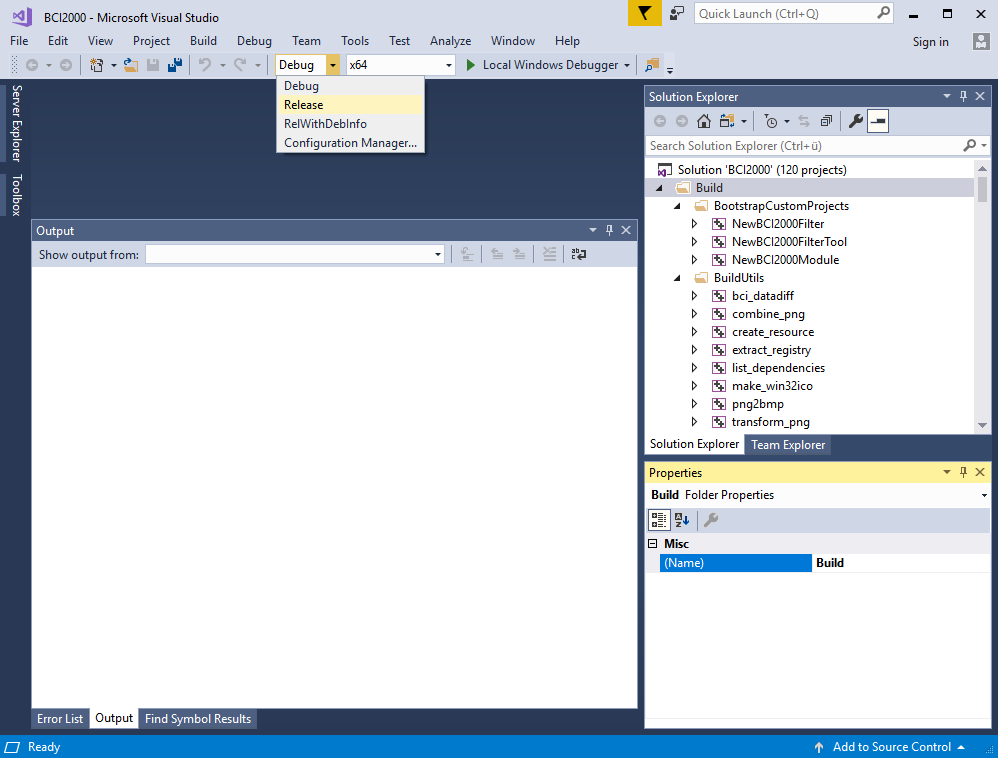 BCI2000 - Microsoft Visual Studio
Quick Launch (Ctrl+Q)
File Edit View Project Build Debug Team Tools Test Analyze Window Help
Sign in
Debug x64 Local Windows Debugger
Debug
Release
RelWithDebInfo
Configuration Manager...
Server Explorer
Toolbox
Output
Show output from:
Error List Output Find Symbol Results
Solution Explorer
Search Solution Explorer (Ctrl+ü)
Solution 'BCI2000' (120 projects)
Build
BootstrapCustomProjects
NewBCI2000Filter
NewBCI2000FilterTool
NewBCI2000Module
BuildUtils
bci_datadiff
combine_png
create_resource
extract_registry
list_dependencies
make_win32ico
png2bmp
transform_png
Solution Explorer Team Explorer
Properties
Build Folder Properties
Misc
(Name) Build
Ready
Add to Source Control